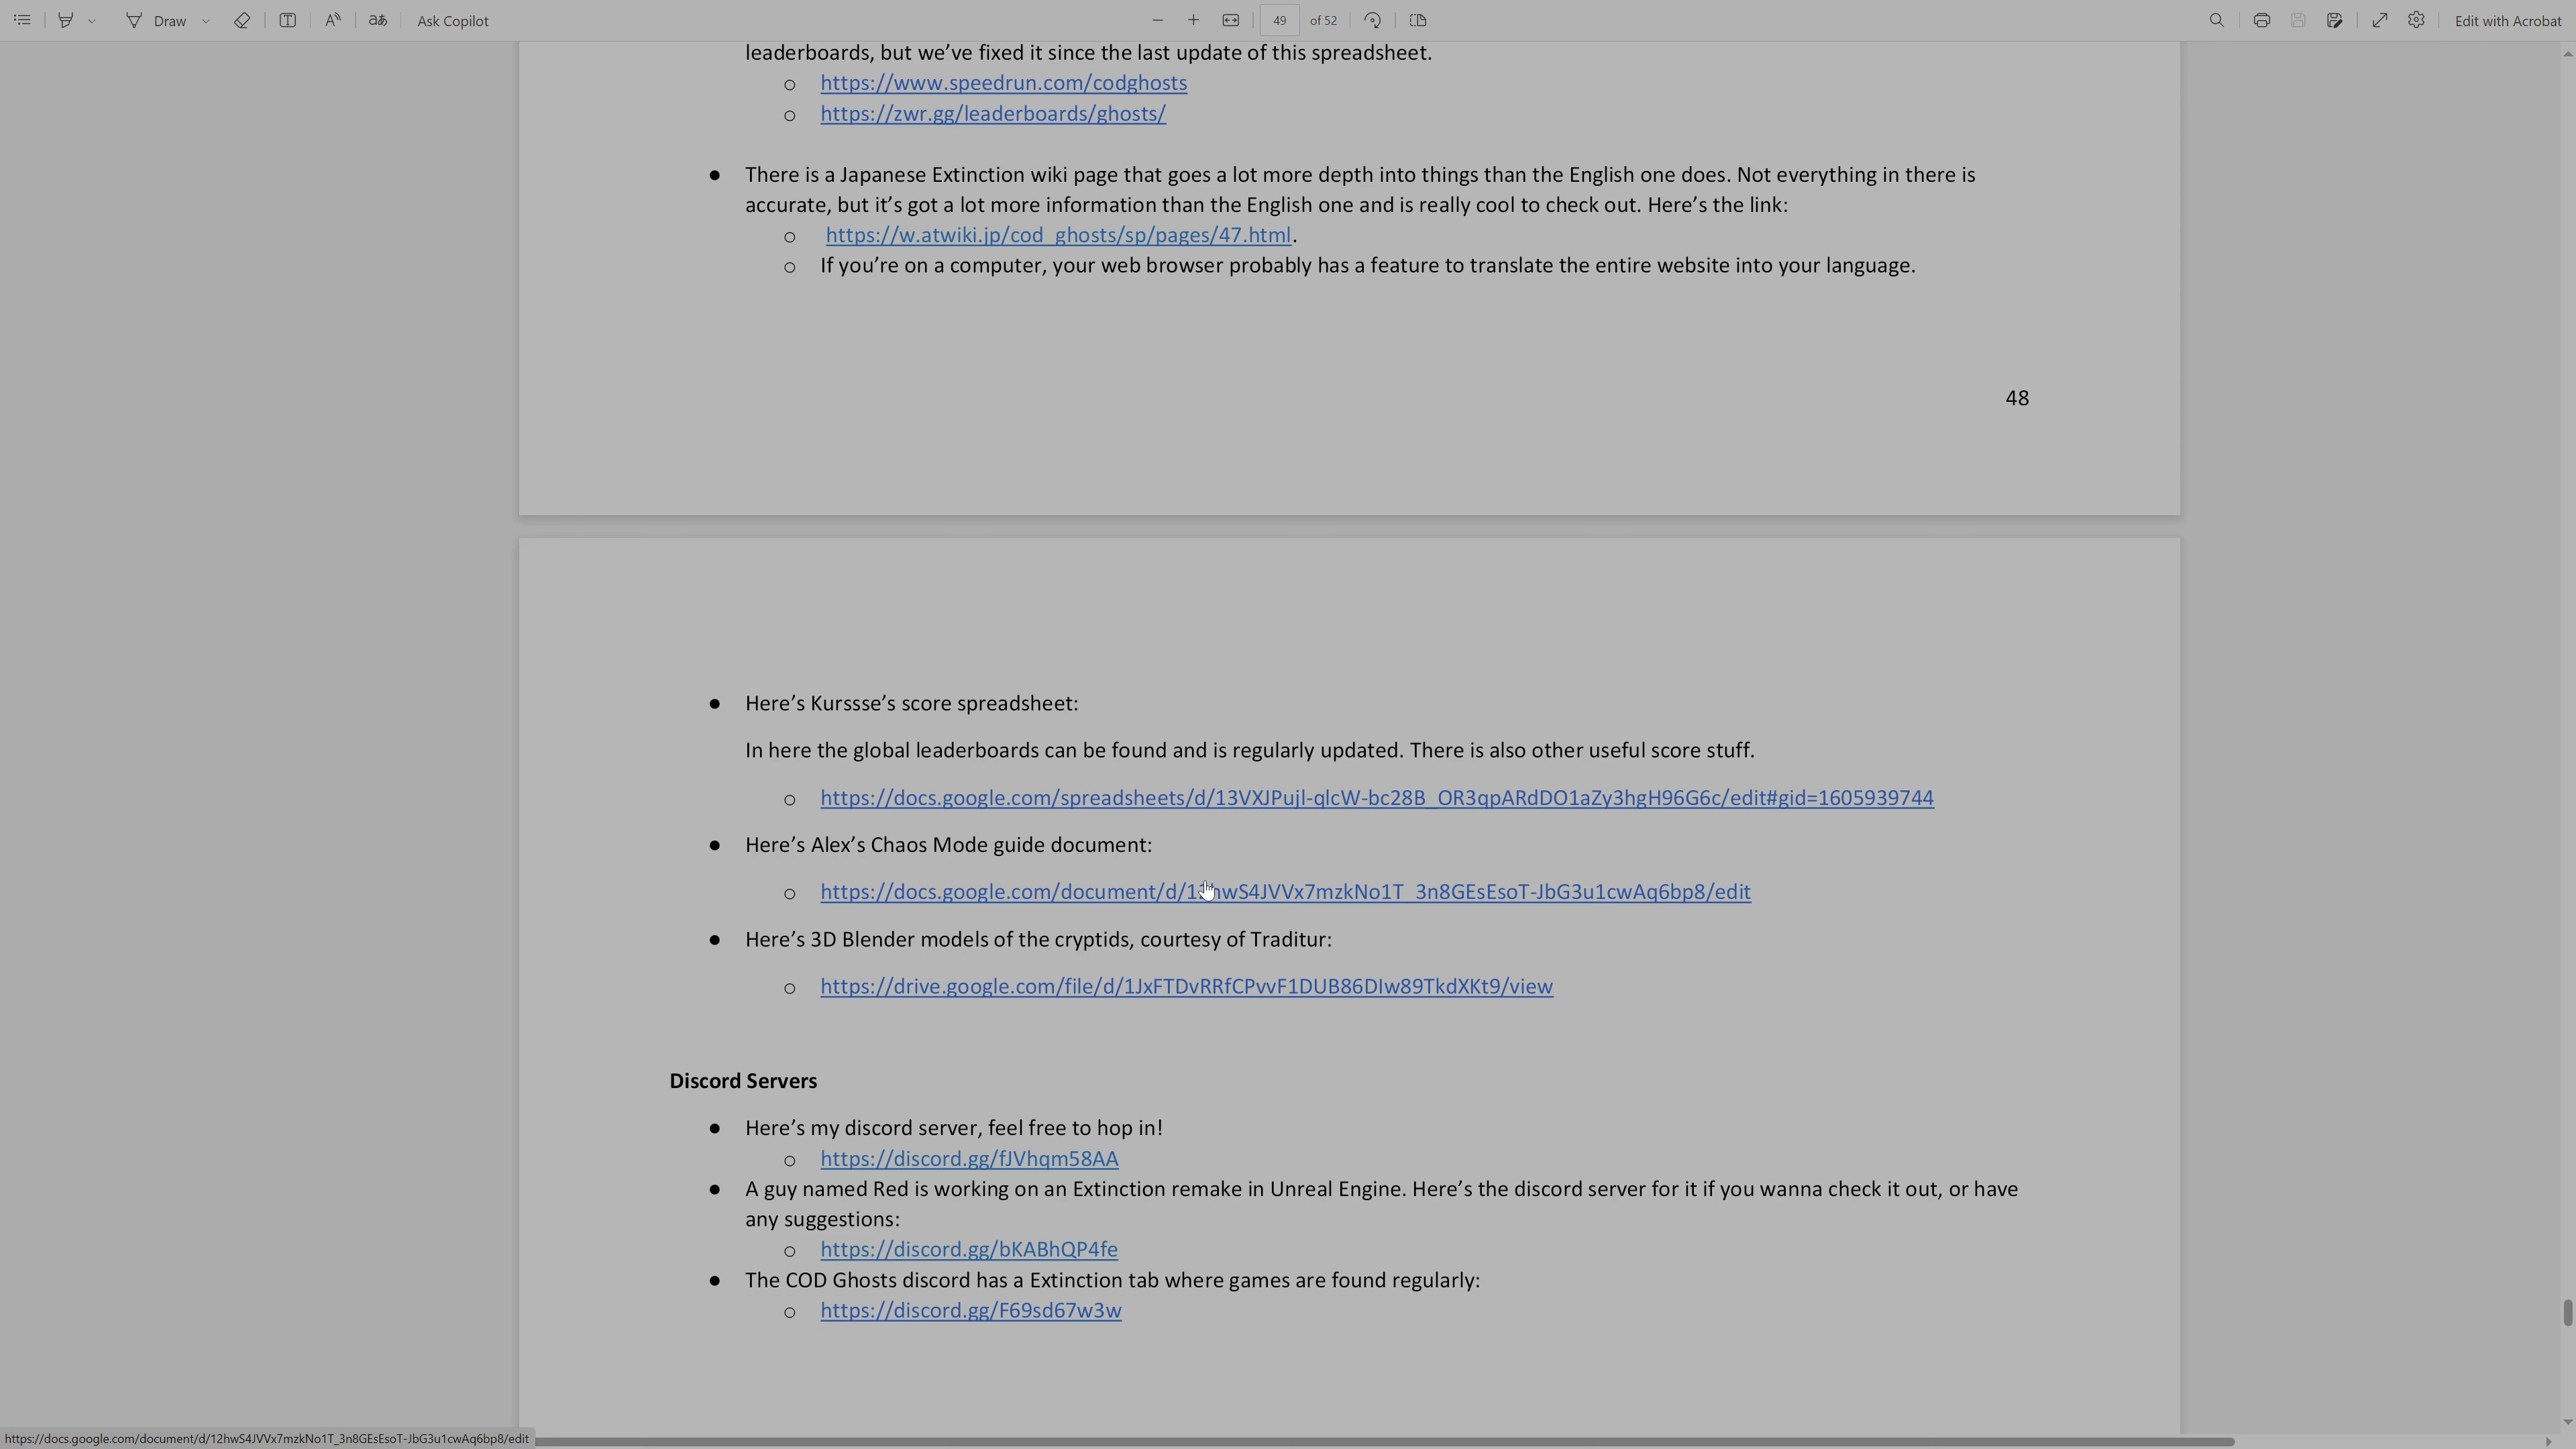 Draw
Ask Copilot
49 of 52
Edit with Acrobat
leaderboards, but we've fixed it since the last update of this spreadsheet.
o https://www.speedrun.com/codghosts
o https://zwr.gg/leaderboards/ghosts/
● There is a Japanese Extinction wiki page that goes a lot more depth into things than the English one does. Not everything in there is
accurate, but it's got a lot more information than the English one and is really cool to check out. Here's the link:
o https://w.atwiki.jp/cod_ghosts/sp/pages/47.html.
o If you're on a computer, your web browser probably has a feature to translate the entire website into your language.
48
● Here's Kurssse's score spreadsheet:
In here the global leaderboards can be found and is regularly updated. There is also other useful score stuff.
o https://docs.google.com/spreadsheets/d/13VXJPujl-qlcW-bc28B_OR3qpARdDO1aZy3hgH96G6c/edit#gid=1605939744
● Here's Alex's Chaos Mode guide document:
o https://docs.google.com/document/d/12hwS4JVVx7mzkNo1T_3n8GEsEsoT-JbG3u1cwAq6bp8/edit
● Here's 3D Blender models of the cryptids, courtesy of Traditur:
o https://drive.google.com/file/d/1JxFTDvRRfCPvvF1DUB86DIw89TkdXKt9/view
Discord Servers
● Here's my discord server, feel free to hop in!
o https://discord.gg/fJVhqm58AA
● A guy named Red is working on an Extinction remake in Unreal Engine. Here's the discord server for it if you wanna check it out, or have
any suggestions:
o https://discord.gg/bKABhQP4fe
● The COD Ghosts discord has a Extinction tab where games are found regularly:
o https://discord.gg/F69sd67w3w
https://docs.google.com/document/d/12hwS4JVVx7mzkNo1T_3n8GEsEsoT-JbG3u1cwAq6bp8/edit